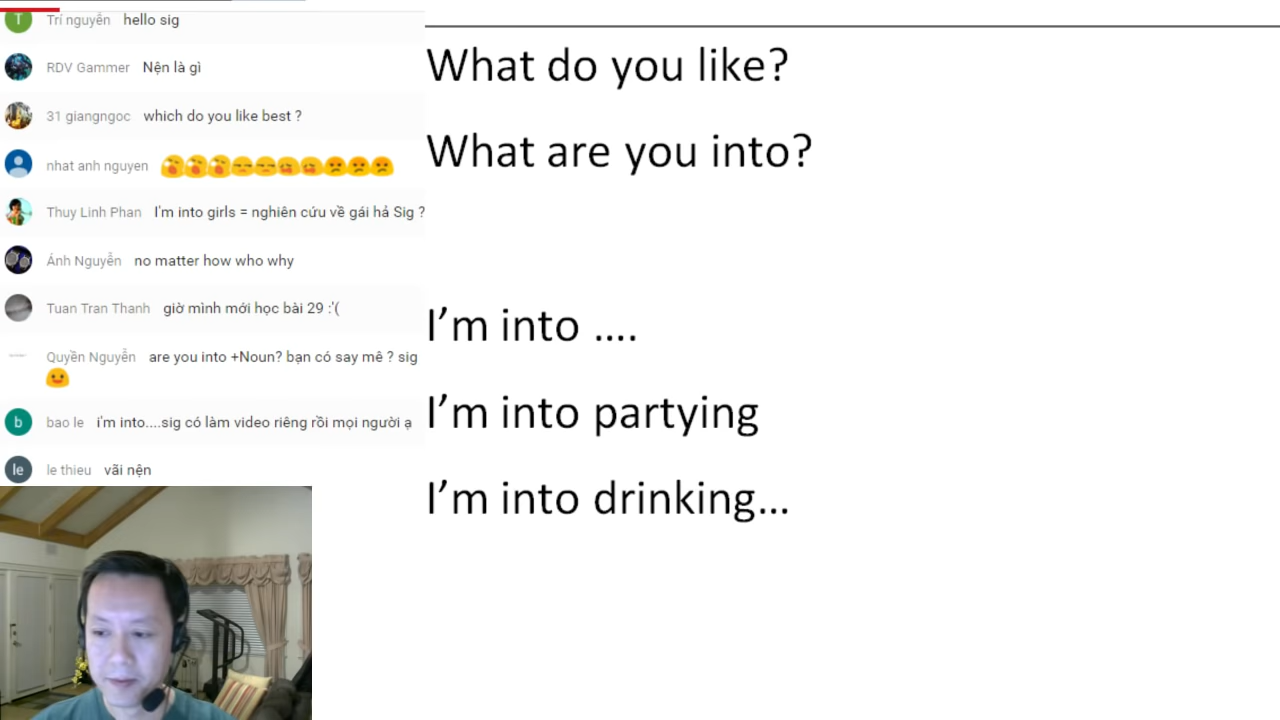 Trí nguyễn hello sig
RDV Gammer Nện là gì
31 giangngoc which do you like best ?
nhat anh nguyen
Thuy Linh Phan I'm into girls = nghiên cứu về gái hả Sig ?
Ánh Nguyễn no matter how who why
Tuan Tran Thanh giờ mình mới học bài 29 :'(
Quyền Nguyễn are you into +Noun? bạn có say mê ? sig
bao le i'm into....sig có làm video riêng rồi mọi người ạ
le thieu vãi nện
What do you like?
What are you into?
I’m into ….
I’m into partying
I’m into drinking…
T
b
le